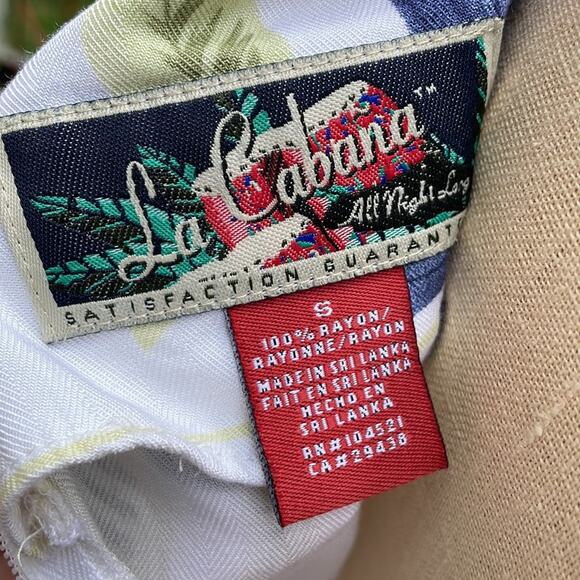 La Cabana™
All Night Long
SATISFACTION GUARANT
S
100% RAYON/
RAYONNE/RAYON
MADE IN SRI LANKA
FAIT EN SRI LANKA
HECHO EN
SRI LANKA
RN#104521
CA#29438